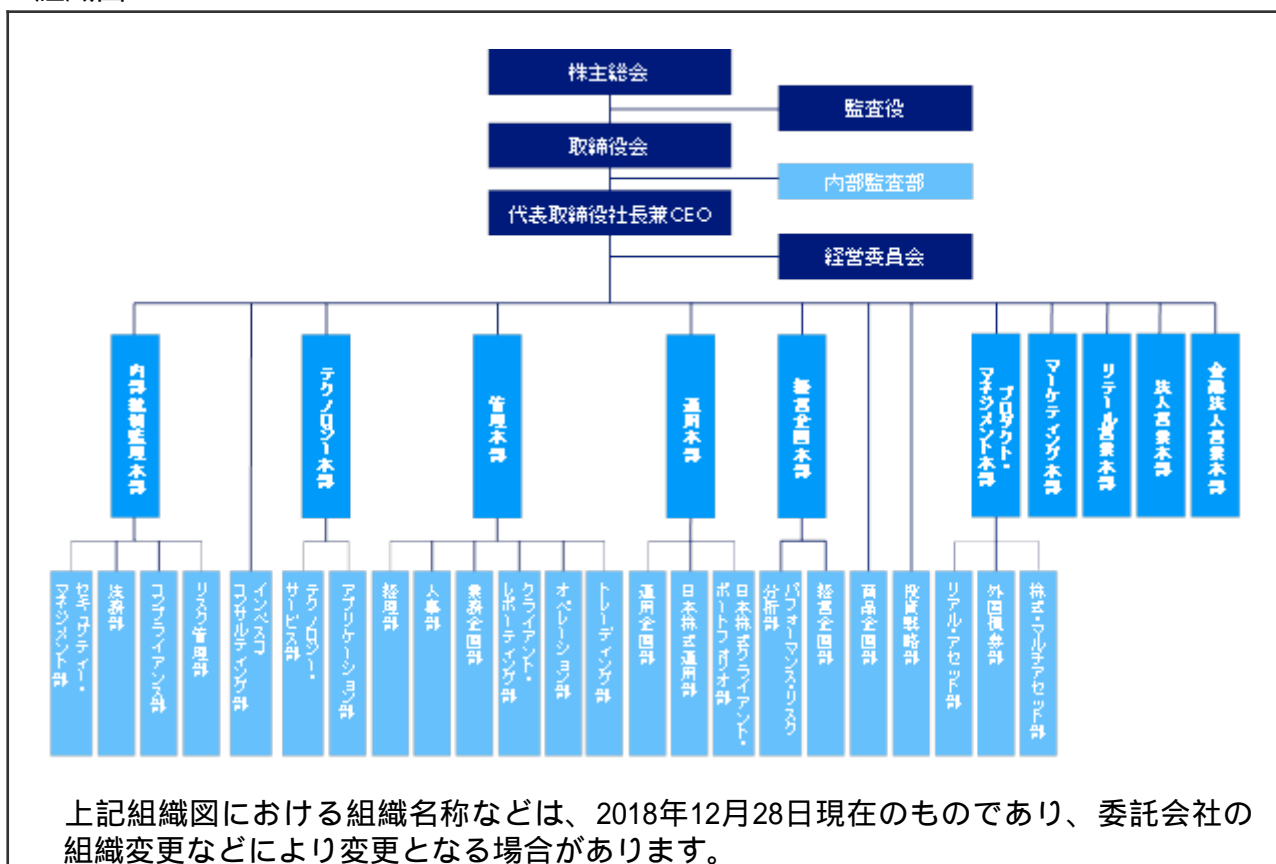 株主総会
監査役
取締役会
内部監査部
代表取締役社長兼CEO
経営委員会
内部統制監理本部
テクノロジー本部
管理本部
運用本部
経営企画本部
プロダクト・
マネジメント本部
マーケティング本部
リテール営業本部
法人営業本部
金融法人営業本部
セキュリティー・
マネジメント部
法務部
コンプライアンス部
リスク管理部
インベスコ
コンサルティング部
テクノロジー・
サービス部
アプリケーション部
経理部
人事部
業務企画部
クライアント・
レポーティング部
オペレーション部
トレーディング部
運用企画部
日本株式運用部
日本株式クライアント・
ポートフォリオ部
パフォーマンス・リスク
分析部
経営企画部
商品企画部
投資戦略部
リアル・アセット部
外国債券部
株式・マルチアセット部
上記組織図における組織名称などは、2018年12月28日現在のものであり、委託会社の
組織変更などにより変更となる場合があります。